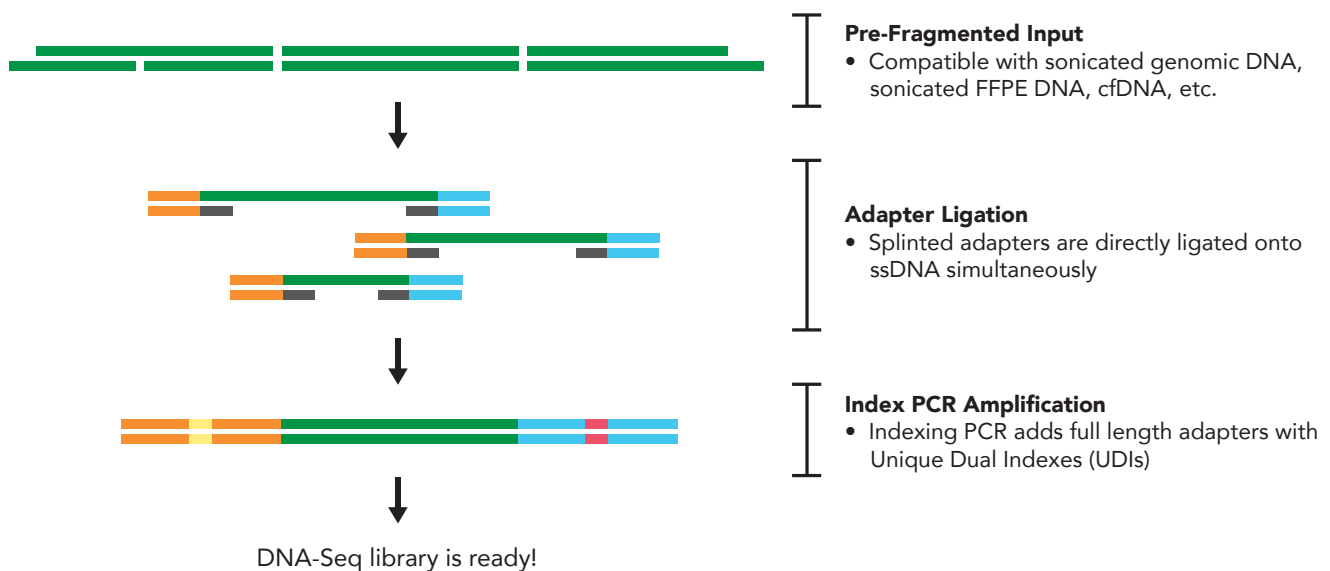 Pre-Fragmented Input
• Compatible with sonicated genomic DNA,
sonicated FFPE DNA, cfDNA, etc.
Adapter Ligation
• Splinted adapters are directly ligated onto
ssDNA simultaneously
Index PCR Amplification
• Indexing PCR adds full length adapters with
Unique Dual Indexes (UDIs)
DNA-Seq library is ready!